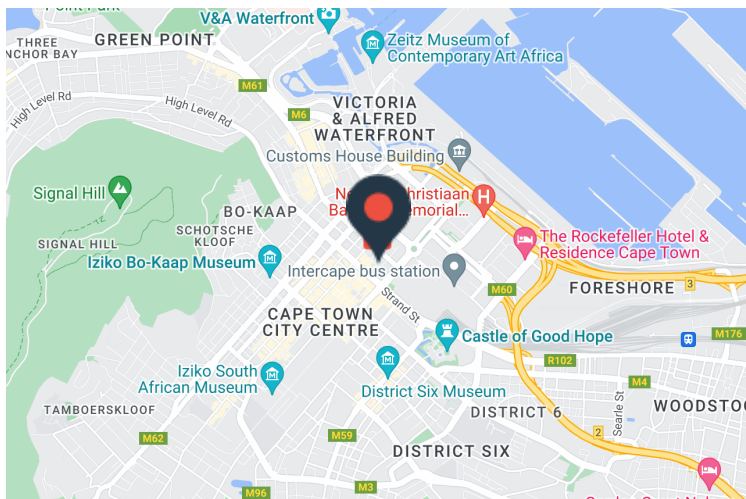 Point Park
V&A Waterfront
THREE
NCHOR BAY
GREEN POINT
Zeitz Museum of
Contemporary Art Africa
M61
High Level Rd
High Level Rd
M6
VICTORIA
& ALFRED
WATERFRONT
Customs House Building
Signal Hill
BO-KAAP
Christiaan
Memorial...
SCHOTSCHE
KLOOF
SIGNAL HILL
Iziko Bo-Kaap Museum
The Rockefeller Hotel &
Residence Cape Town
Intercape bus station
M60
FORESHORE
3
Strand St
CAPE TOWN
CITY CENTRE
Castle of Good Hope
M176
R102
Iziko South
African Museum
District Six Museum
M4
TAMBOERSKLOOF
DISTRICT 6
Searle St
WOODSTOC
M62
M59
2
DISTRICT SIX
M3
M96